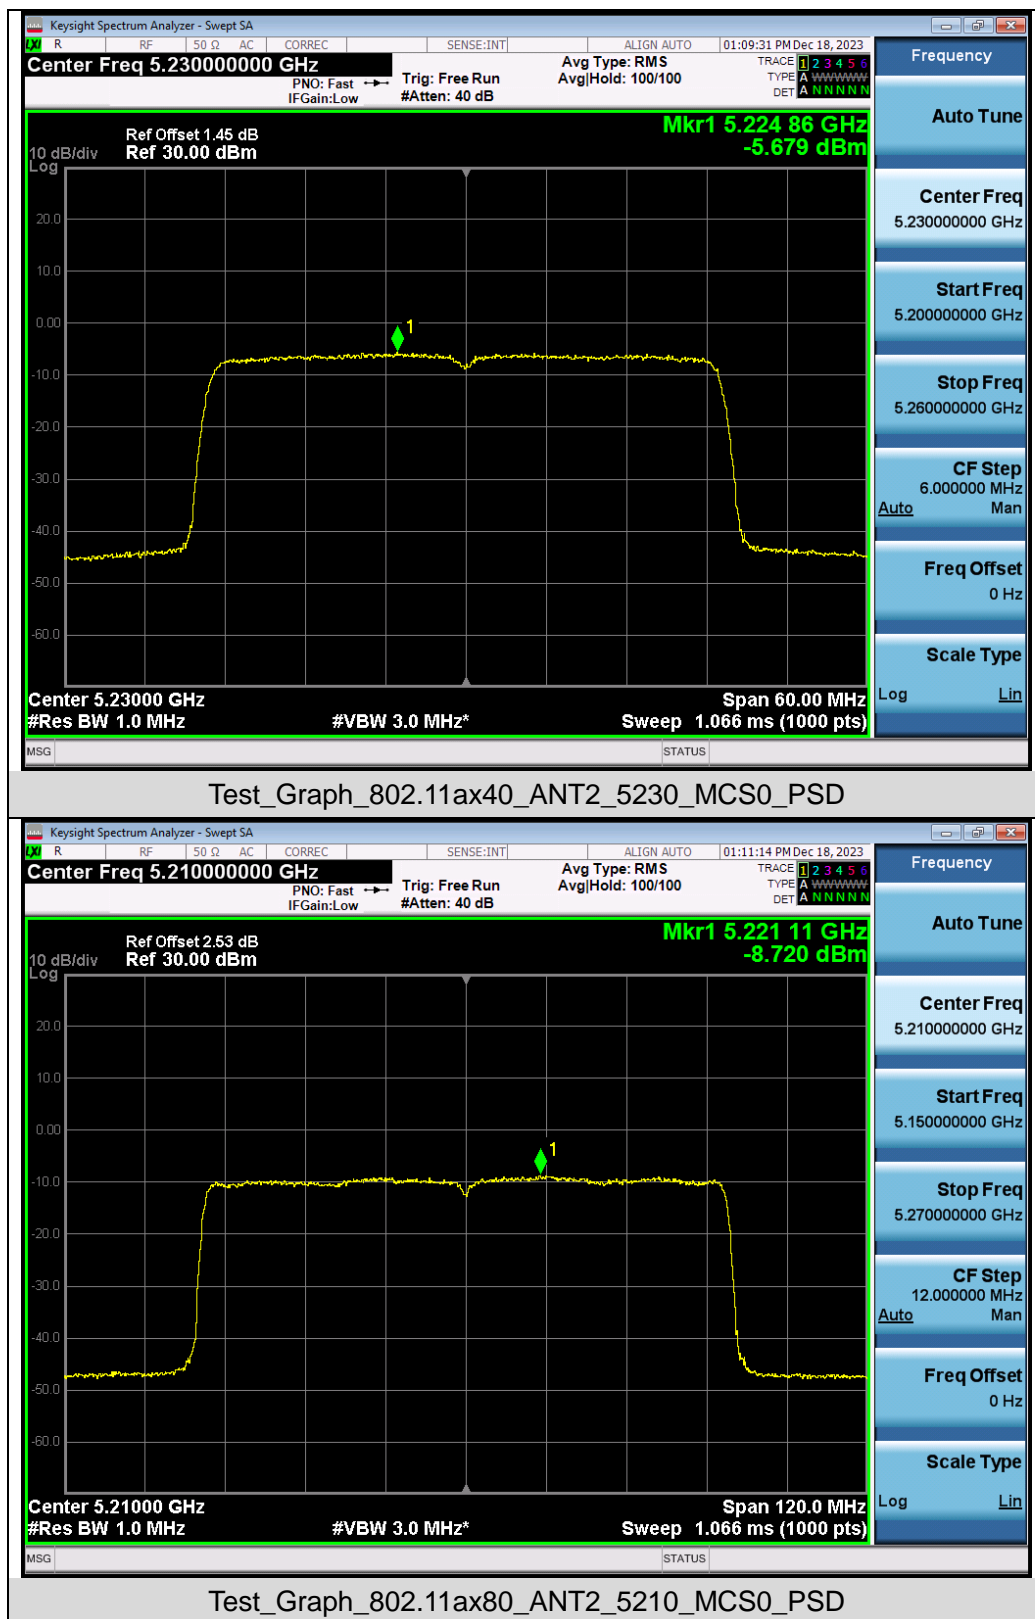 Keysight Spectrum Analyzer - Swept SA
LXI R RF 50 Ω AC CORREC SENSE:INT ALIGN AUTO 01:09:31 PM Dec 18, 2023
Center Freq 5.230000000 GHz
PNO: Fast
IFGain:Low
Trig: Free Run
#Atten: 40 dB
Avg Type: RMS
Avg|Hold: 100/100
TRACE 1 2 3 4 5 6
TYPE A WWWWW
DET A N N N N N
Mkr1 5.224 86 GHz
-5.679 dBm
Ref Offset 1.45 dB
10 dB/div Ref 30.00 dBm
Log
20.0
10.0
0.00
1
-10.0
-20.0
-30.0
-40.0
-50.0
-60.0
Center 5.23000 GHz Span 60.00 MHz
#Res BW 1.0 MHz #VBW 3.0 MHz* Sweep 1.066 ms (1000 pts)
MSG STATUS
Frequency
Auto Tune
Center Freq
5.230000000 GHz
Start Freq
5.200000000 GHz
Stop Freq
5.260000000 GHz
CF Step
6.000000 MHz
Auto Man
Freq Offset
0 Hz
Scale Type
Log Lin
Test_Graph_802.11ax40_ANT2_5230_MCS0_PSD
Keysight Spectrum Analyzer - Swept SA
LXI R RF 50 Ω AC CORREC SENSE:INT ALIGN AUTO 01:11:14 PM Dec 18, 2023
Center Freq 5.210000000 GHz
PNO: Fast
IFGain:Low
Trig: Free Run
#Atten: 40 dB
Avg Type: RMS
Avg|Hold: 100/100
TRACE 1 2 3 4 5 6
TYPE A WWWWW
DET A N N N N N
Mkr1 5.221 11 GHz
-8.720 dBm
Ref Offset 2.53 dB
10 dB/div Ref 30.00 dBm
Log
20.0
10.0
0.00
1
-10.0
-20.0
-30.0
-40.0
-50.0
-60.0
Center 5.21000 GHz Span 120.0 MHz
#Res BW 1.0 MHz #VBW 3.0 MHz* Sweep 1.066 ms (1000 pts)
MSG STATUS
Frequency
Auto Tune
Center Freq
5.210000000 GHz
Start Freq
5.150000000 GHz
Stop Freq
5.270000000 GHz
CF Step
12.000000 MHz
Auto Man
Freq Offset
0 Hz
Scale Type
Log Lin
Test_Graph_802.11ax80_ANT2_5210_MCS0_PSD